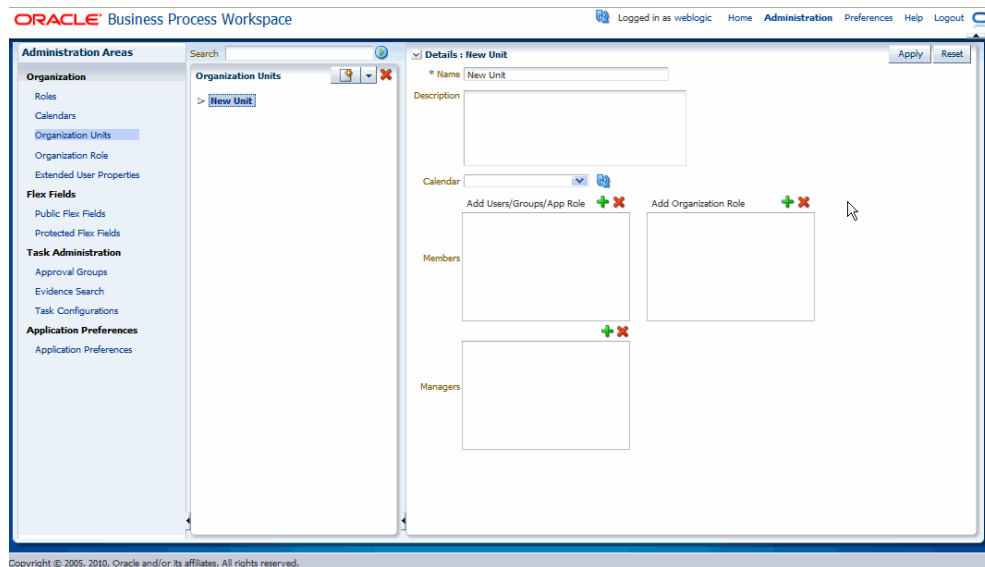 ORACLE Business Process Workspace
Logged in as weblogic Home Administration Preferences Help Logout
Administration Areas
Organization
Roles
Calendars
Organization Units
Organization Role
Extended User Properties
Flex Fields
Public Flex Fields
Protected Flex Fields
Task Administration
Approval Groups
Evidence Search
Task Configurations
Application Preferences
Application Preferences
Search
Organization Units
New Unit
Details : New Unit
Apply Reset
* Name New Unit
Description
Calendar
Add Users/Groups/App Role Add Organization Role
Members
Managers
Copyright © 2005, 2010, Oracle and/or its affiliates. All rights reserved.